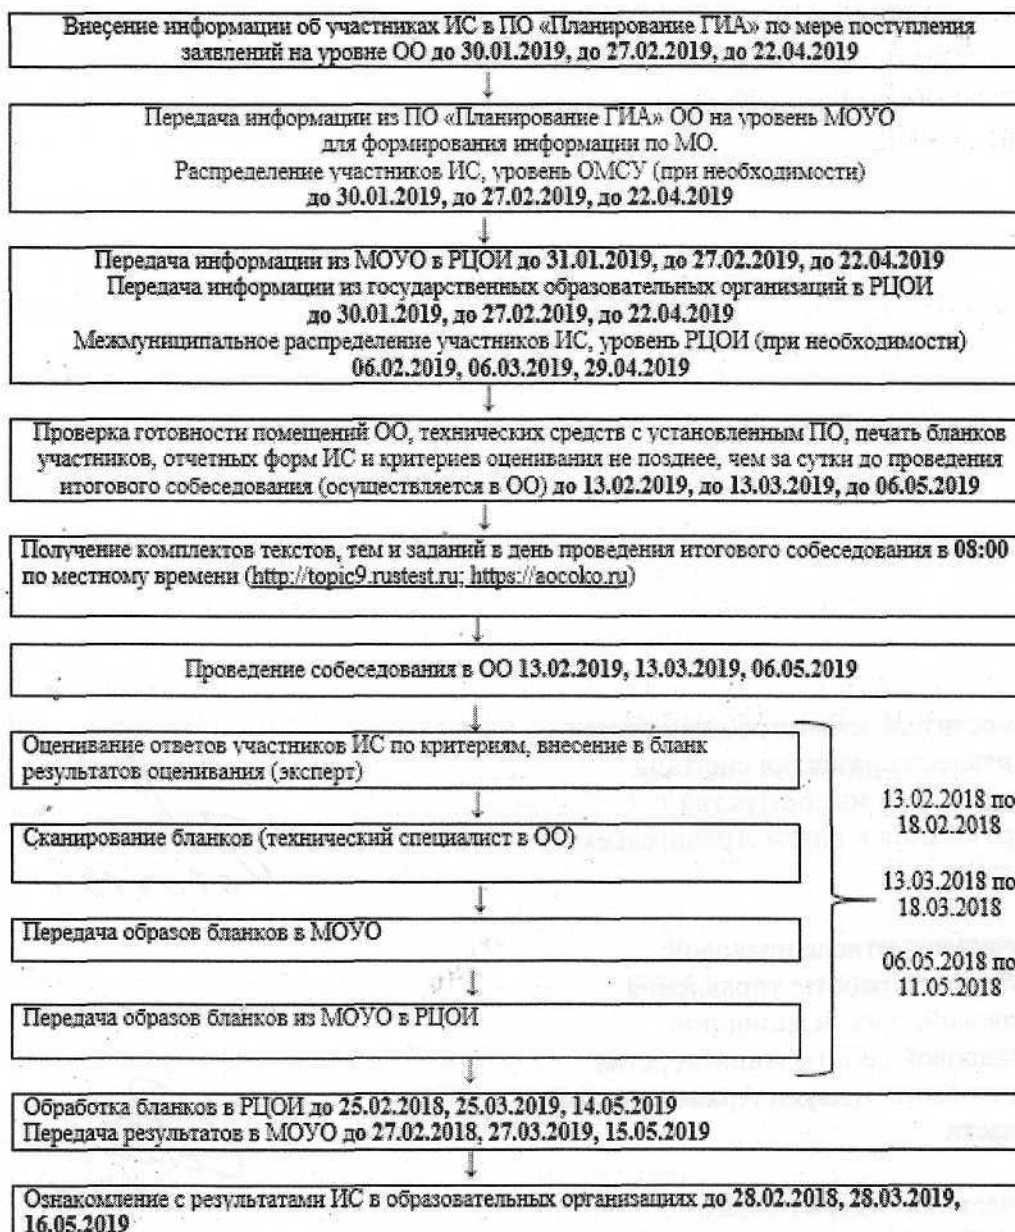 Внесение информации об участниках ИС в ПО «Планирование ГИА» по мере поступления
заявлений на уровне ОО до 30.01.2019, до 27.02.2019, до 22.04.2019
Передача информации из ПО «Планирование ГИА» ОО на уровень МОУО
для формирования информации по МО.
Распределение участников ИС, уровень ОМСУ (при необходимости)
до 30.01.2019, до 27.02.2019, до 22.04.2019
Передача информации из МОУО в РЦОИ до 31.01.2019, до 27.02.2019, до 22.04.2019
Передача информации из государственных образовательных организаций в РЦОИ
до 30.01.2019, до 27.02.2019, до 22.04.2019
Межмуниципальное распределение участников ИС, уровень РЦОИ (при необходимости)
06.02.2019, 06.03.2019, 29.04.2019
Проверка готовности помещений ОО, технических средств с установленным ПО, печать бланков
участников, отчетных форм ИС и критериев оценивания не позднее, чем за сутки до проведения
итогового собеседования (осуществляется в ОО) до 13.02.2019, до 13.03.2019, до 06.05.2019
Получение комплектов текстов, тем и заданий в день проведения итогового собеседования в 08:00
по местному времени (http://topic9.rustest.ru; https://aocoko.ru)
Проведение собеседования в ОО 13.02.2019, 13.03.2019, 06.05.2019
Оценивание ответов участников ИС по критериям, внесение в бланк
результатов оценивания (эксперт)
Сканирование бланков (технический специалист в ОО)
Передача образов бланков в МОУО
Передача образов бланков из МОУО в РЦОИ
13.02.2018 по
18.02.2018
13.03.2018 по
18.03.2018
06.05.2018 по
11.05.2018
Обработка бланков в РЦОИ до 25.02.2018, 25.03.2019, 14.05.2019
Передача результатов в МОУО до 27.02.2018, 27.03.2019, 15.05.2019
Ознакомление с результатами ИС в образовательных организациях до 28.02.2018, 28.03.2019,
16.05.2019